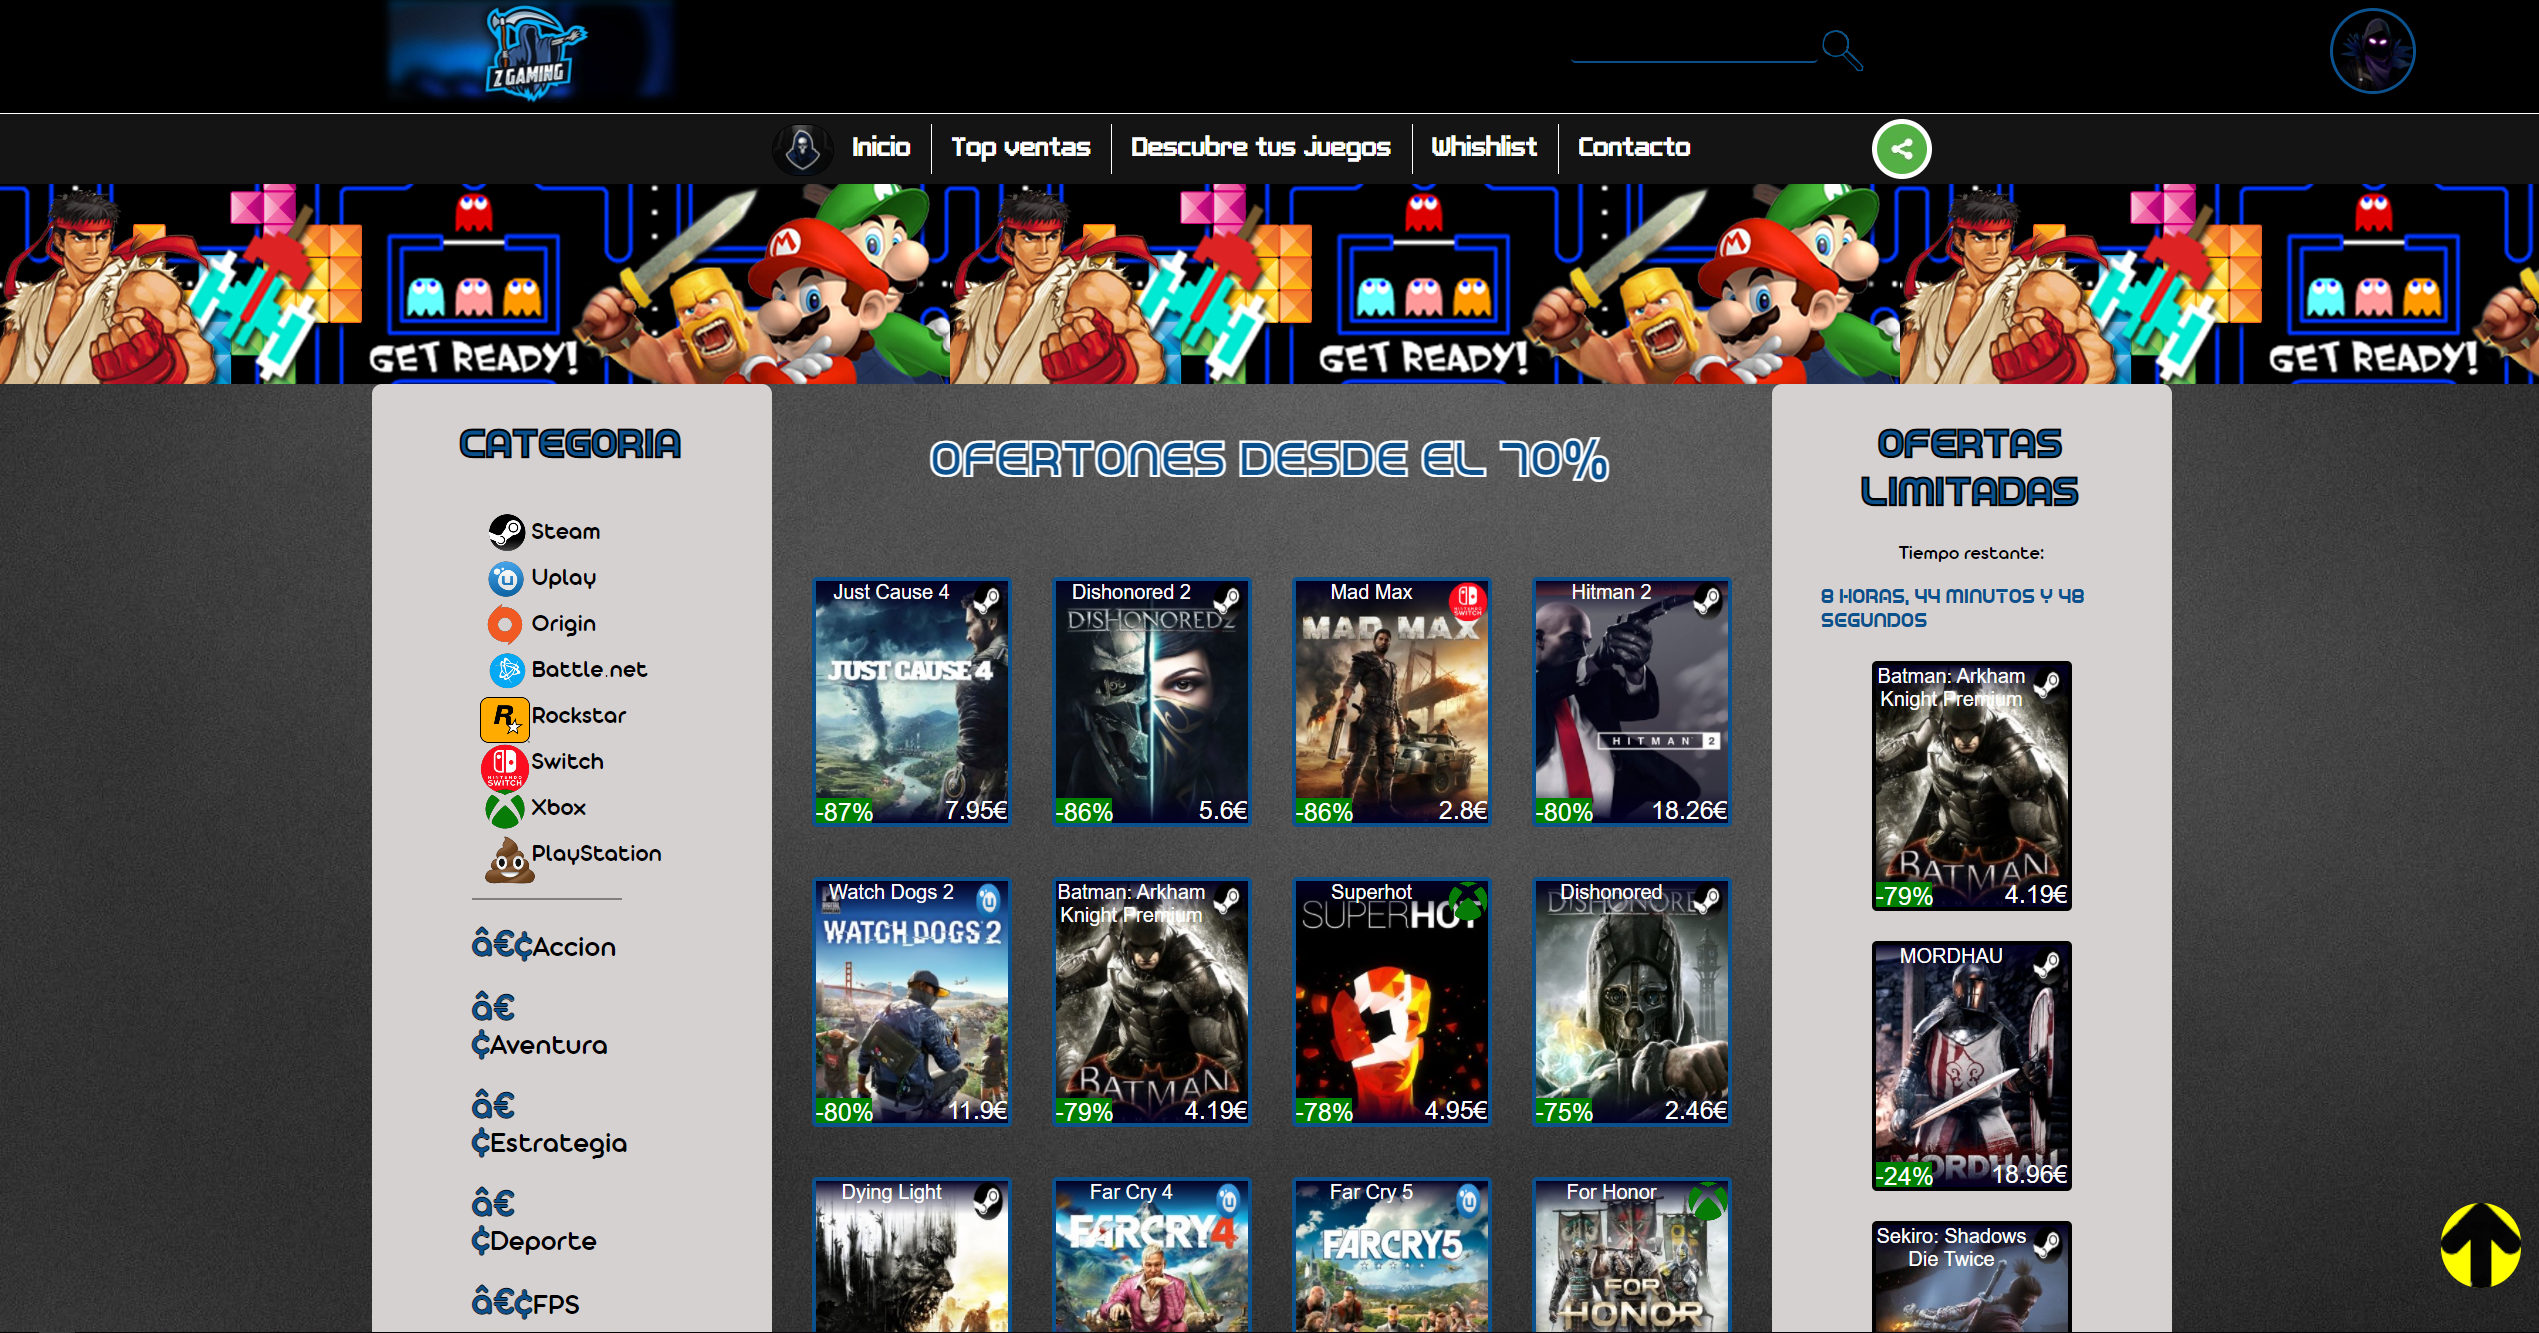 Z GAMING
Inicio
Top ventas
Descubre tus juegos
Whishlist
Contacto
GET READY!
GET READY!
GET READY!
CATEGORIA
Steam
Uplay
Origin
Battle.net
Rockstar
Switch
Xbox
PlayStation
â€¢Accion
â€
¢Aventura
â€
¢Estrategia
â€
¢Deporte
â€¢FPS
OFERTONES DESDE EL 70%
Just Cause 4
JUST CAUSE 4
-87%
7.95€
Dishonored 2
DISHONORED 2
-86%
5.6€
Mad Max
NINTENDO
SWITCH
MAD MAX
-86%
2.8€
Hitman 2
HITMAN 2
-80%
18.26€
Watch Dogs 2
WATCH DOGS 2
-80%
11.9€
Batman: Arkham
Knight Premium
BATMAN
-79%
4.19€
Superhot
SUPERHOT
-78%
4.95€
Dishonored
DISHONORED
-75%
2.46€
Dying Light
Far Cry 4
FARCRY4
Far Cry 5
FARCRY5
For Honor
FOR
HONOR
OFERTAS
LIMITADAS
Tiempo restante:
8 HORAS, 44 MINUTOS Y 48
SEGUNDOS
Batman: Arkham
Knight Premium
BATMAN
-79%
4.19€
MORDHAU
MORDHAU
-24%
18.96€
Sekiro: Shadows
Die Twice